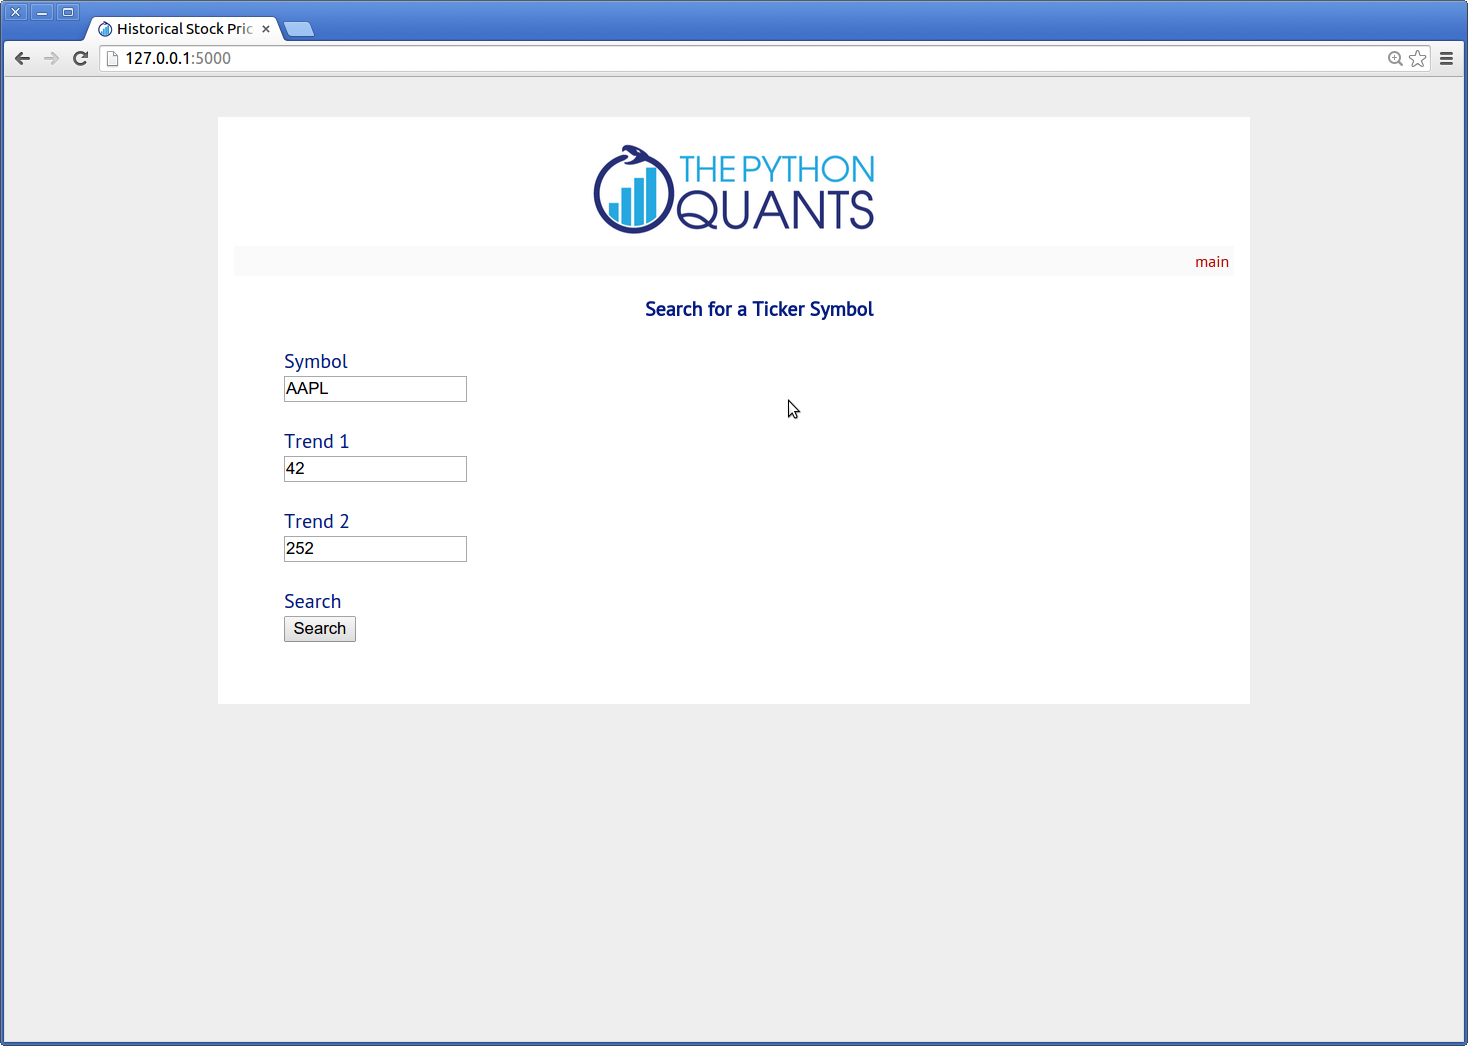 Historical Stock Pric
127.0.0.1:5000
THE PYTHON
QUANTS
main
Search for a Ticker Symbol
Symbol
AAPL
Trend 1
42
Trend 2
252
Search
Search